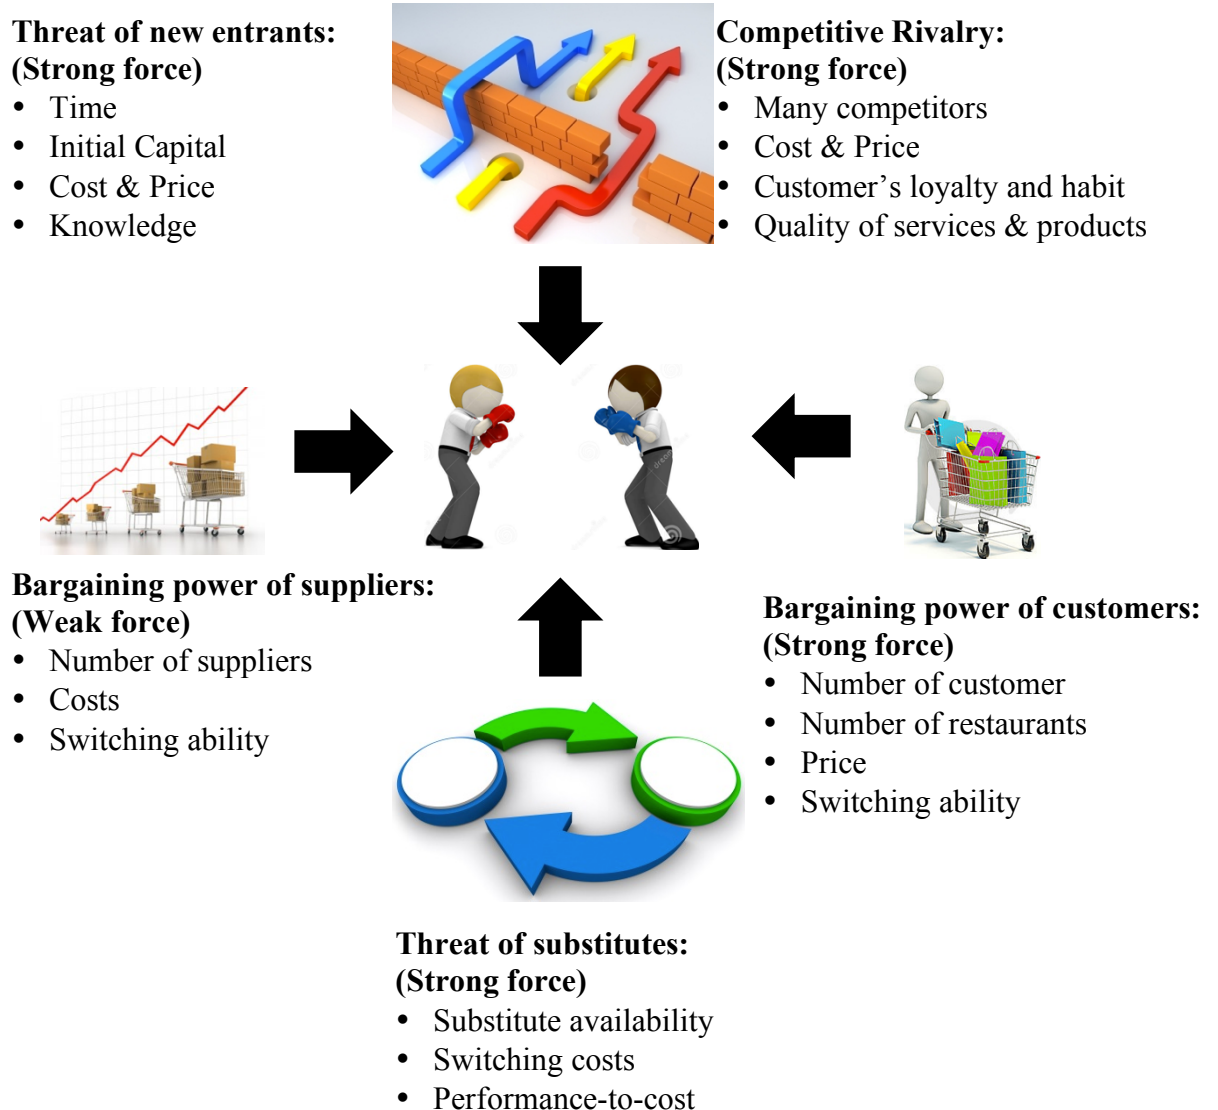 Threat of new entrants:
(Strong force)
• Time
• Initial Capital
• Cost & Price
• Knowledge
Competitive Rivalry:
(Strong force)
• Many competitors
• Cost & Price
• Customer’s loyalty and habit
• Quality of services & products
Bargaining power of suppliers:
(Weak force)
• Number of suppliers
• Costs
• Switching ability
Bargaining power of customers:
(Strong force)
• Number of customer
• Number of restaurants
• Price
• Switching ability
Threat of substitutes:
(Strong force)
• Substitute availability
• Switching costs
• Performance-to-cost